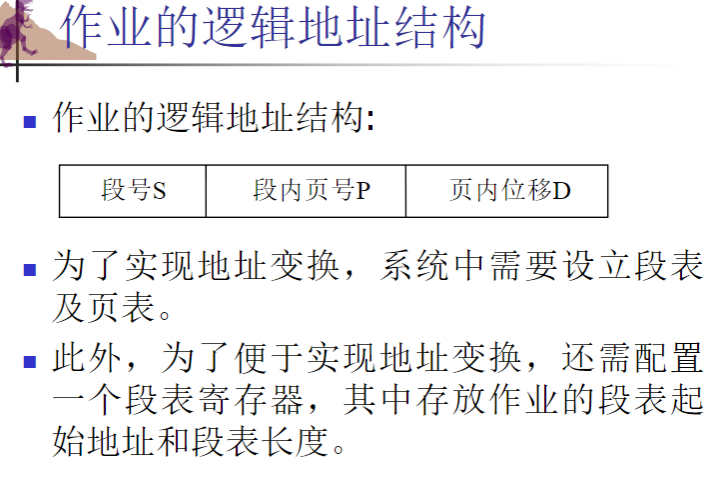 作业的逻辑地址结构
作业的逻辑地址结构:
段号S 段内页号P 页内位移D
为了实现地址变换，系统中需要设立段表
及页表。
此外，为了便于实现地址变换，还需配置
一个段表寄存器，其中存放作业的段表起
始地址和段表长度。